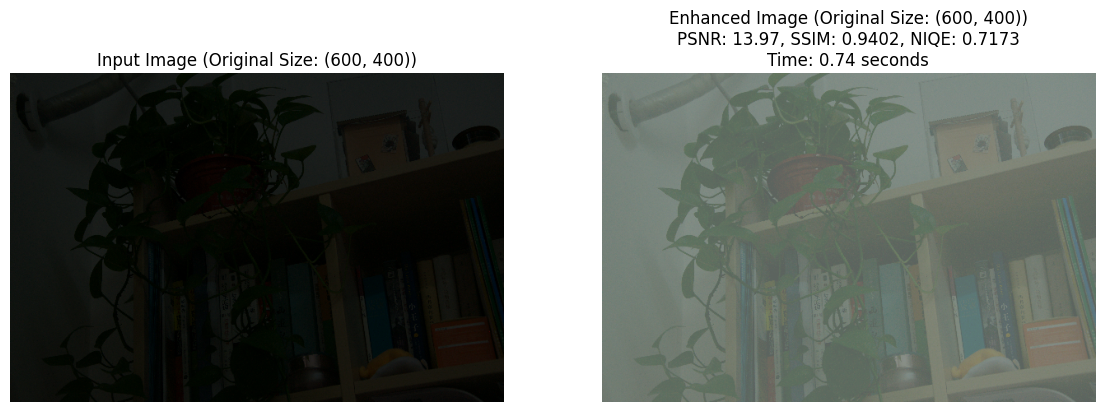 Input Image (Original Size: (600, 400))
Enhanced Image (Original Size: (600, 400))
PSNR: 13.97, SSIM: 0.9402, NIQE: 0.7173
Time: 0.74 seconds